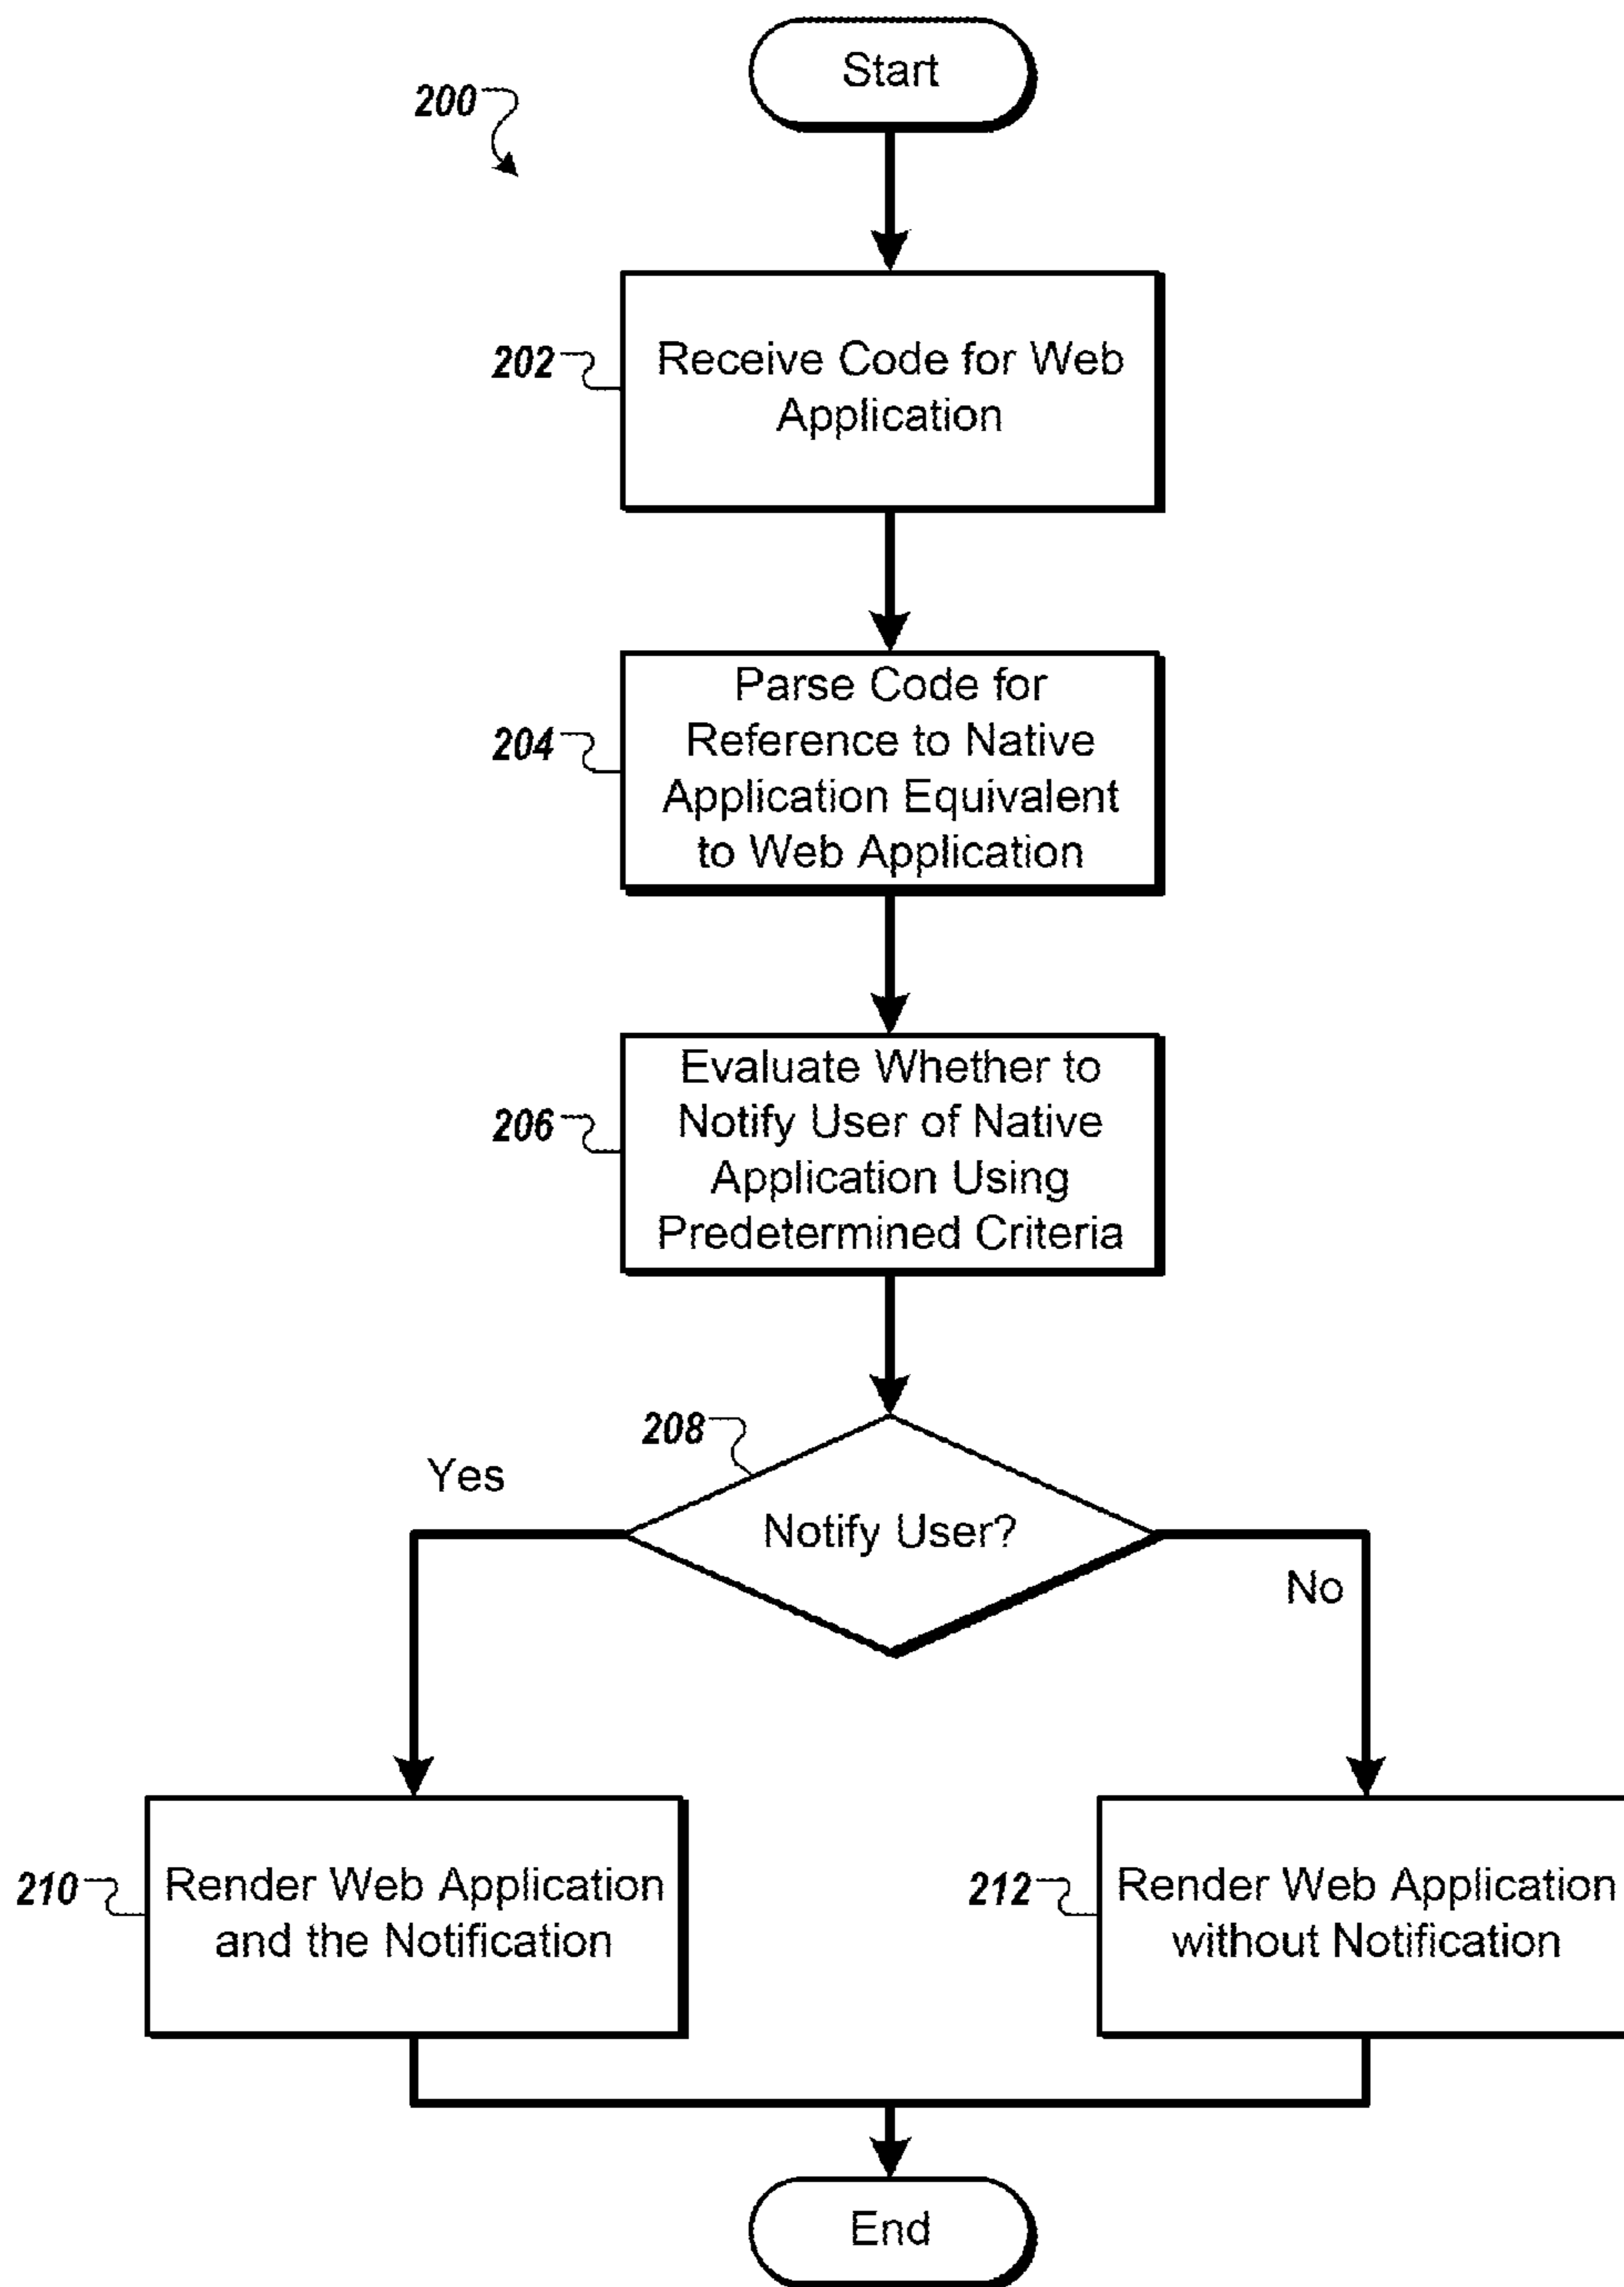 Start
200
202
Receive Code for Web
Application
204
Parse Code for
Reference to Native
Application Equivalent
to Web Application
206
Evaluate Whether to
Notify User of Native
Application Using
Predetermined Criteria
208
Yes
Notify User?
No
210
Render Web Application
and the Notification
212
Render Web Application
without Notification
End